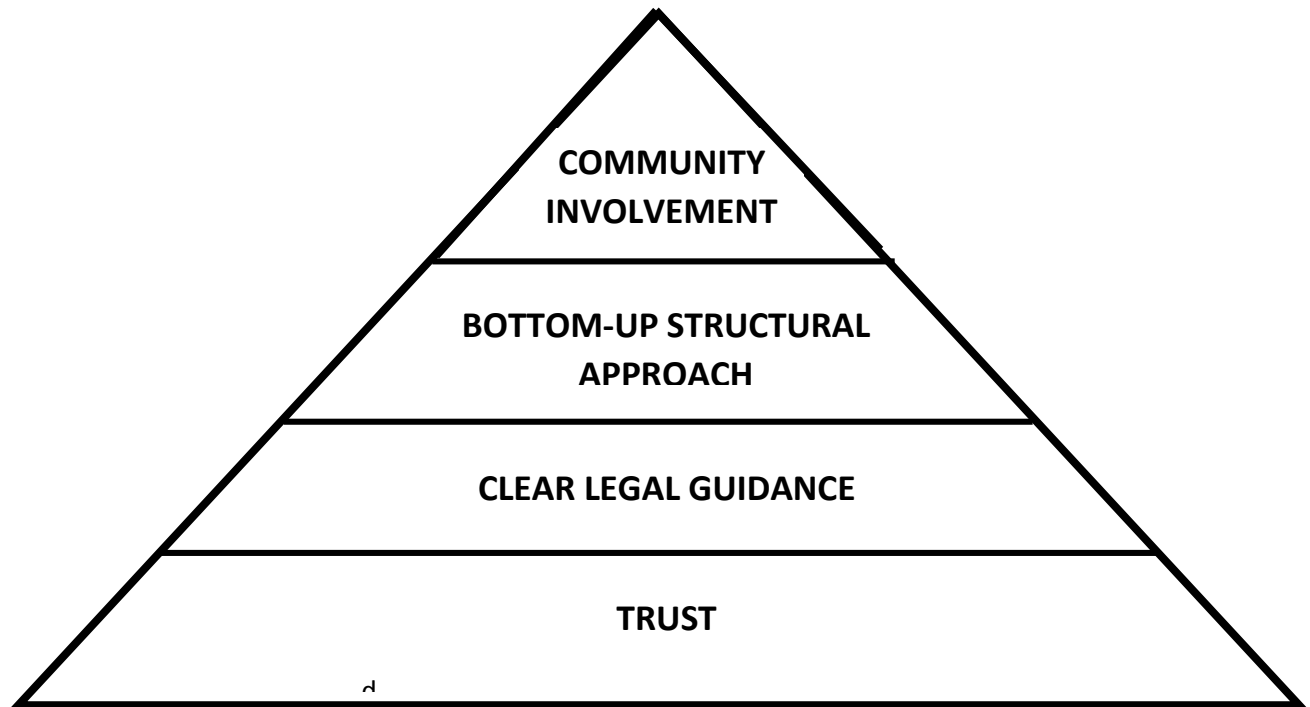 COMMUNITY
INVOLVEMENT
BOTTOM-UP STRUCTURAL
APPROACH
CLEAR LEGAL GUIDANCE
TRUST
d